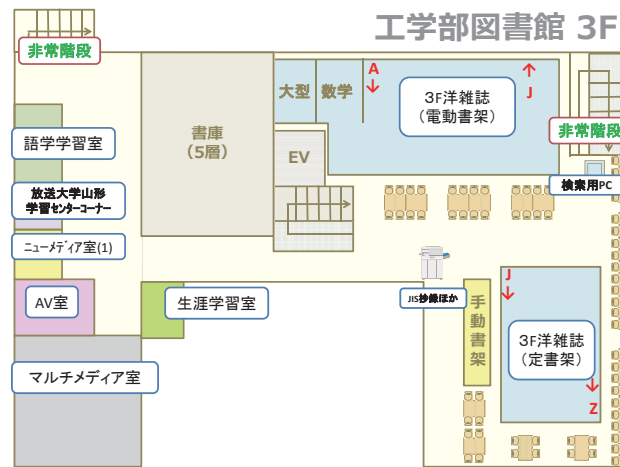 工学部図書館 3F
非常階段
大型
数学
A
J
3F洋雑誌
（電動書架）
書庫
（5層）
EV
非常階段
検索用PC
語学学習室
放送大学山形
学習センターコーナー
ニューメディア室(1)
AV室
生涯学習室
マルチメディア室
JIS抄録ほか
手動書架
J
3F洋雑誌
（定書架）
Z